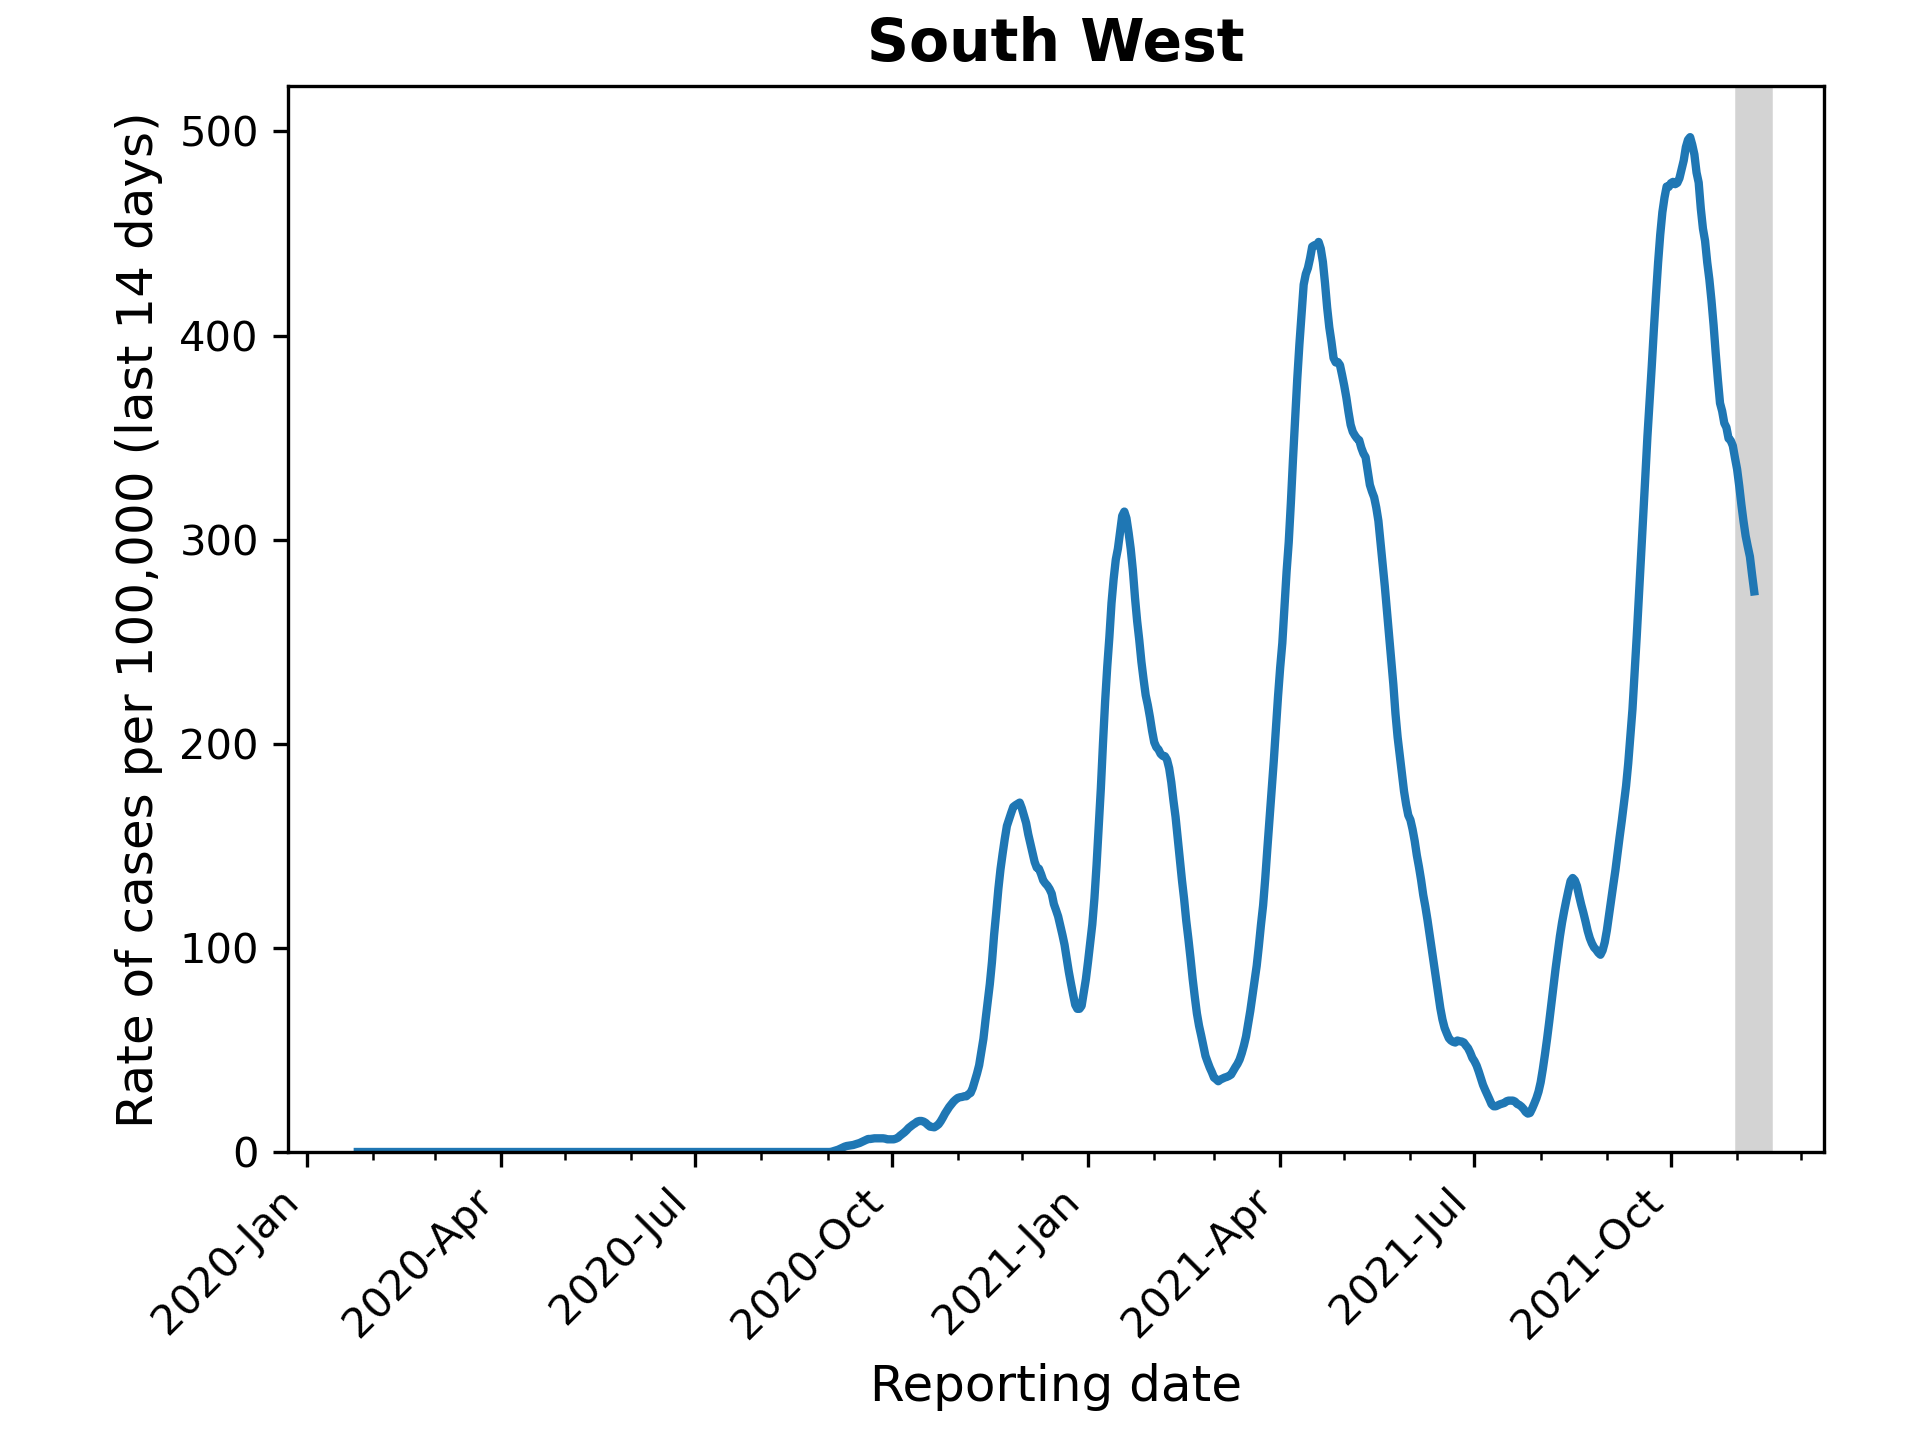 South West
Rate of cases per 100,000 (last 14 days)
500
400
300
200
100
0
2020-Jan
2020-Apr
2020-Jul
2020-Oct
2021-Jan
2021-Apr
2021-Jul
2021-Oct
Reporting date